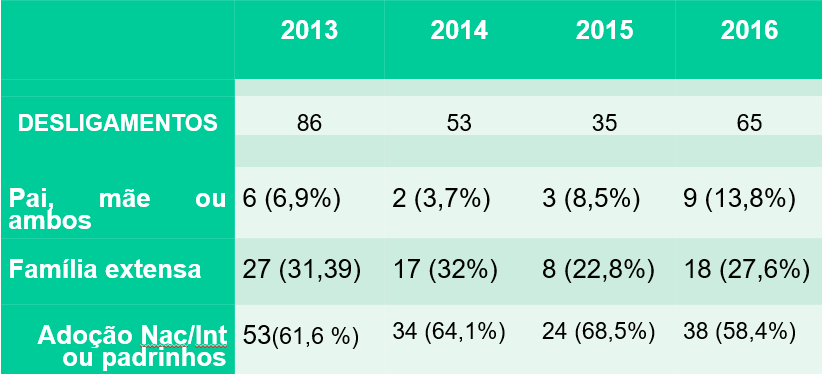 2013 2014 2015 2016
DESLIGAMENTOS 86 53 35 65
Pai, mãe ou
ambos
6 (6,9%) 2 (3,7%) 3 (8,5%) 9 (13,8%)
Família extensa 27 (31,39) 17 (32%) 8 (22,8%) 18 (27,6%)
Adoção Nac/Int
ou padrinhos
53(61,6 %) 34 (64,1%) 24 (68,5%) 38 (58,4%)